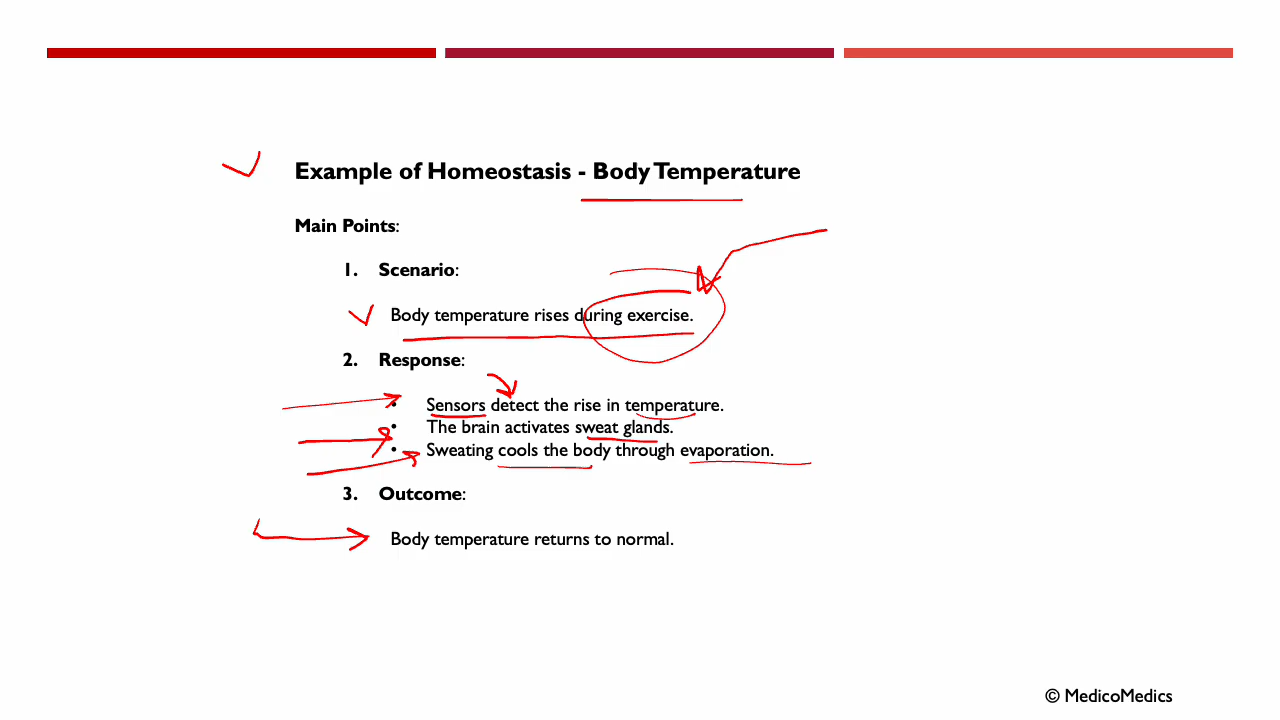 Example of Homeostasis - Body Temperature
Main Points:
1. Scenario:
Body temperature rises during exercise.
2. Response:
• Sensors detect the rise in temperature.
• The brain activates sweat glands.
• Sweating cools the body through evaporation.
3. Outcome:
Body temperature returns to normal.
© MedicoMedics